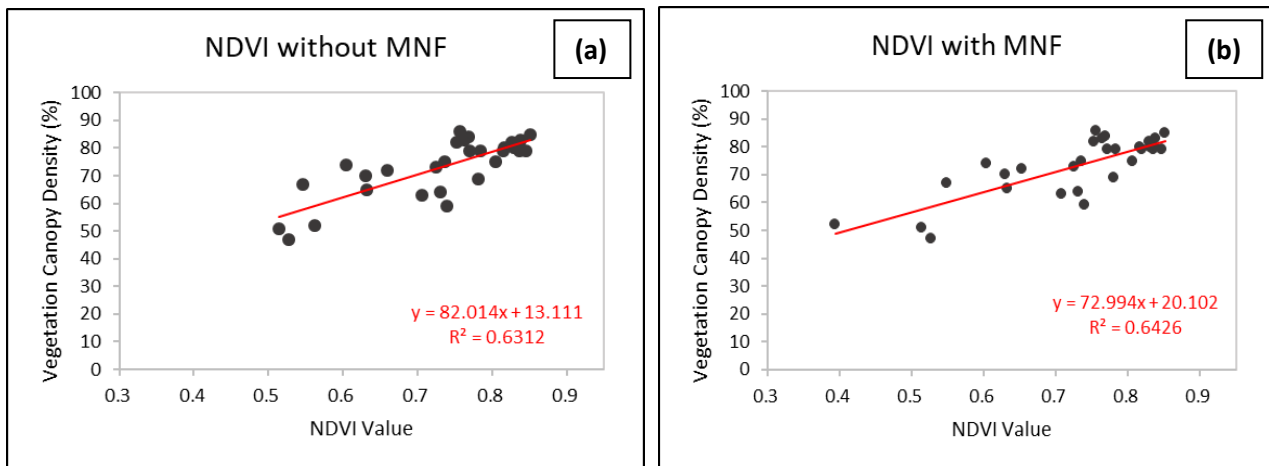 NDVI without MNF
(a)
Vegetation Canopy Density (%)
100
90
80
70
60
50
40
30
20
10
0
y = 82.014x + 13.111
R² = 0.6312
0.3
0.5
0.6
0.7
0.8
0.9
NDVI Value
NDVI with MNF
(b)
Vegetation Canopy Density (%)
100
90
80
70
60
50
40
30
20
10
0
y = 72.994x + 20.102
R² = 0.6426
0.3
0.4
0.5
0.6
0.7
0.8
0.9
NDVI Value